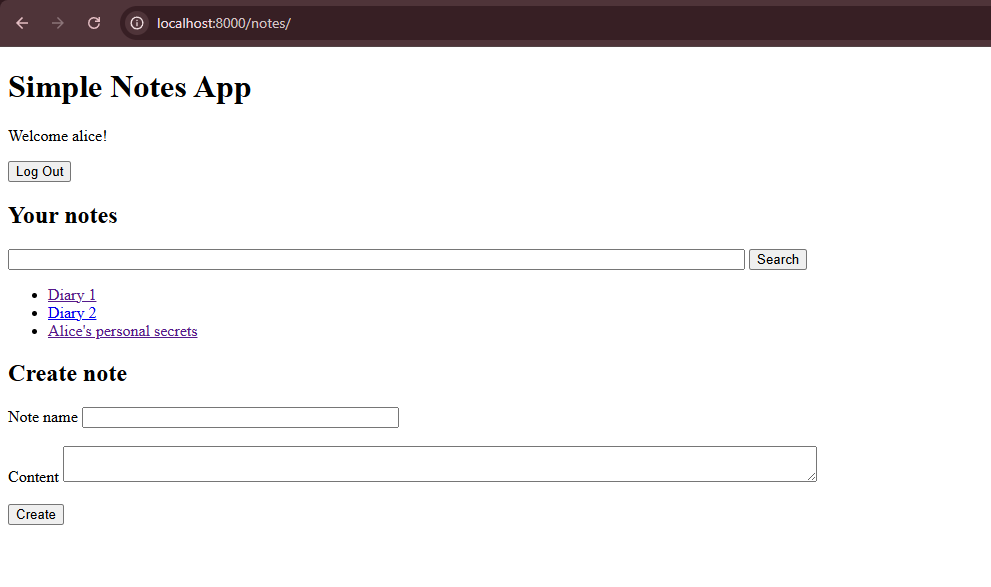 localhost:8000/notes/
Simple Notes App
Welcome alice!
Log Out
Your notes
Search
Diary 1
Diary 2
Alice's personal secrets
Create note
Note name
Content
Create